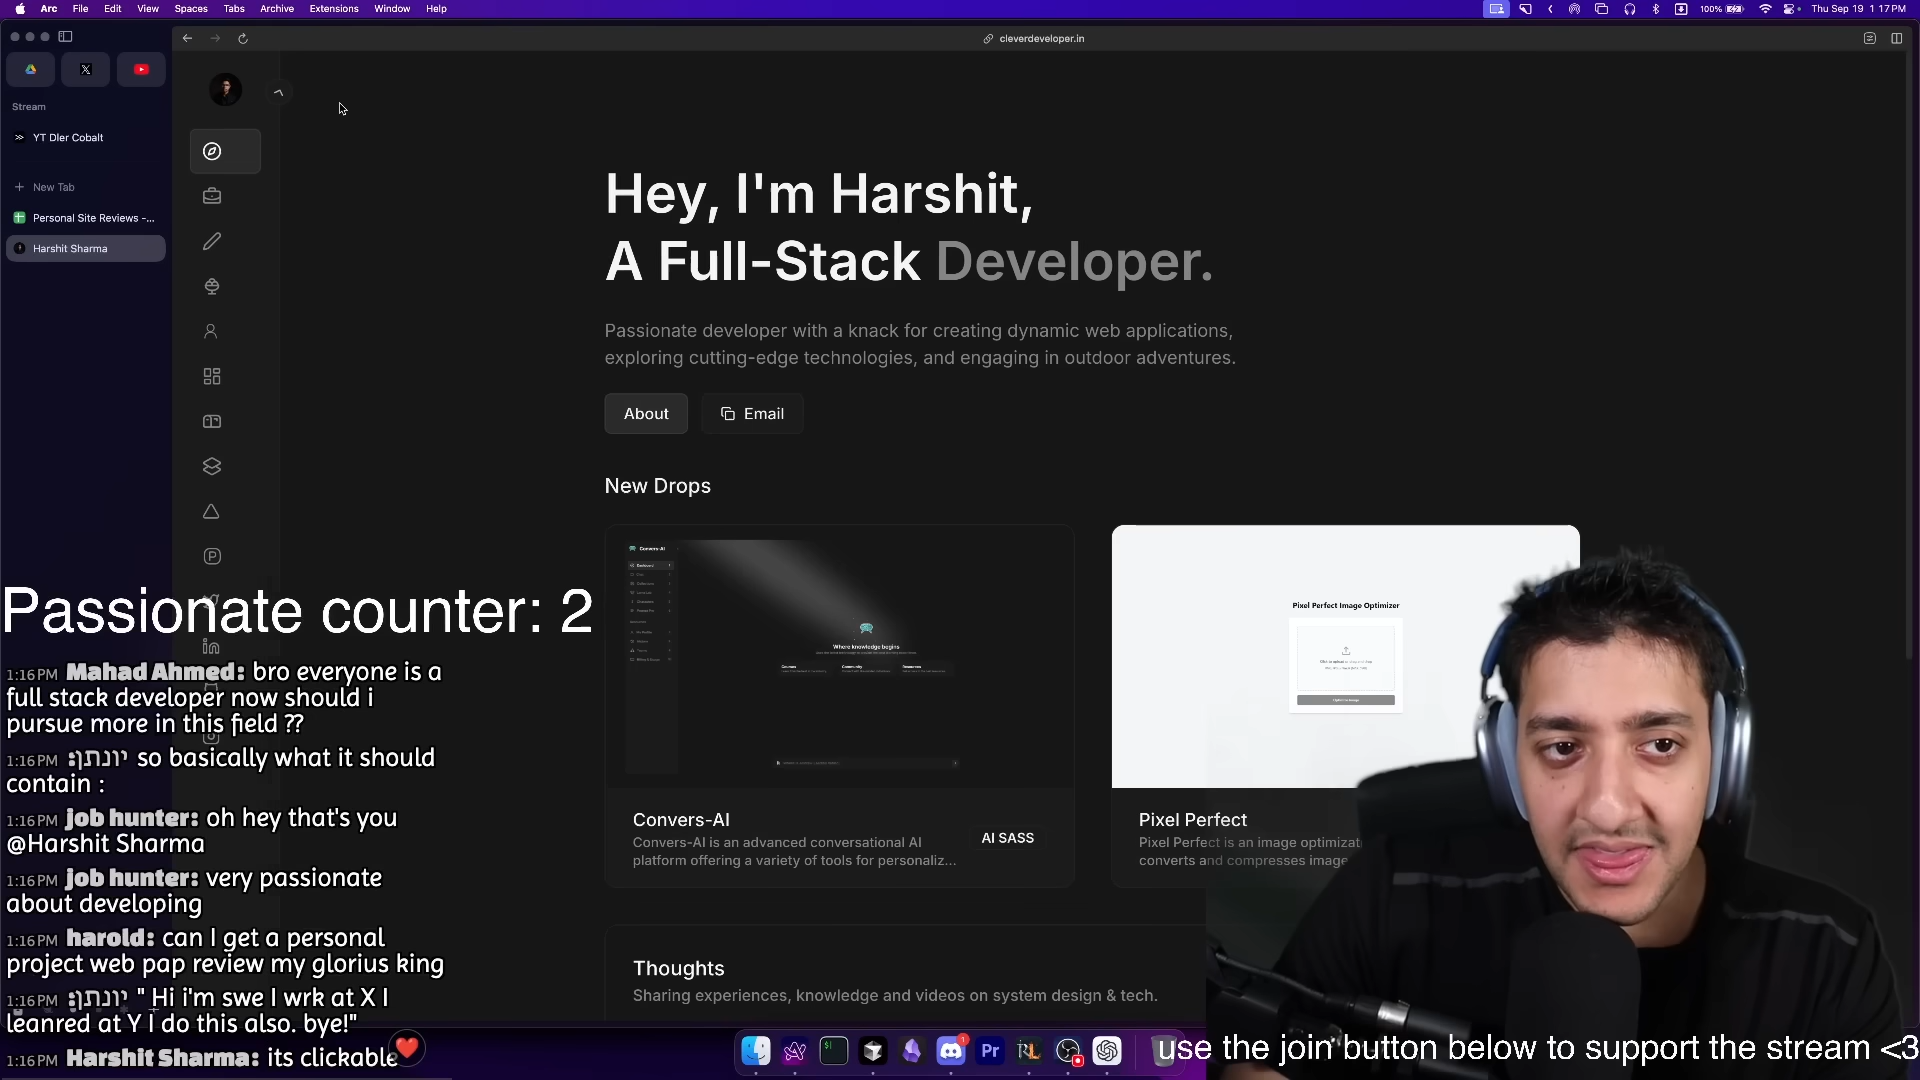 Arc File Edit View Spaces Tabs Archive Extensions Window Help
100% Thu Sep 19 1:17 PM
cleverdeveloper.in
Stream
YT Dler Cobalt
New Tab
Personal Site Reviews -...
Harshit Sharma
Hey, I'm Harshit,
A Full-Stack Developer.
Passionate developer with a knack for creating dynamic web applications,
exploring cutting-edge technologies, and engaging in outdoor adventures.
About
Email
New Drops
Convers-AI
Where knowledge begins
Courses Community Resources
Convers-AI
Convers-AI is an advanced conversational AI
platform offering a variety of tools for personaliz...
AI SASS
Pixel Perfect Image Optimizer
Pixel Perfect
Pixel Perfect is an image optimizat
converts and compresses image
Thoughts
Sharing experiences, knowledge and videos on system design & tech.
Passionate counter: 2
1:16 PM Mahad Ahmed: bro everyone is a
full stack developer now should i
pursue more in this field ??
1:16 PM יונתן: so basically what it should
contain :
1:16 PM job hunter: oh hey that's you
@Harshit Sharma
1:16 PM job hunter: very passionate
about developing
1:16 PM harold: can I get a personal
project web pap review my glorius king
1:16 PM יונתן: " Hi i'm swe I wrk at X I
leanred at Y I do this also. bye!"
1:16 PM Harshit Sharma: its clickable
use the join button below to support the stream <3